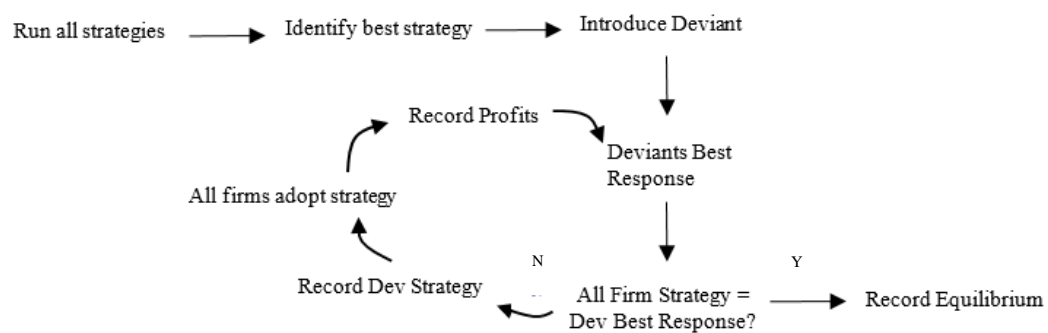 Run all strategies
Identify best strategy
Introduce Deviant
Record Profits
Deviants Best
Response
All firms adopt strategy
N
Y
Record Dev Strategy
All Firm Strategy =
Dev Best Response?
Record Equilibrium